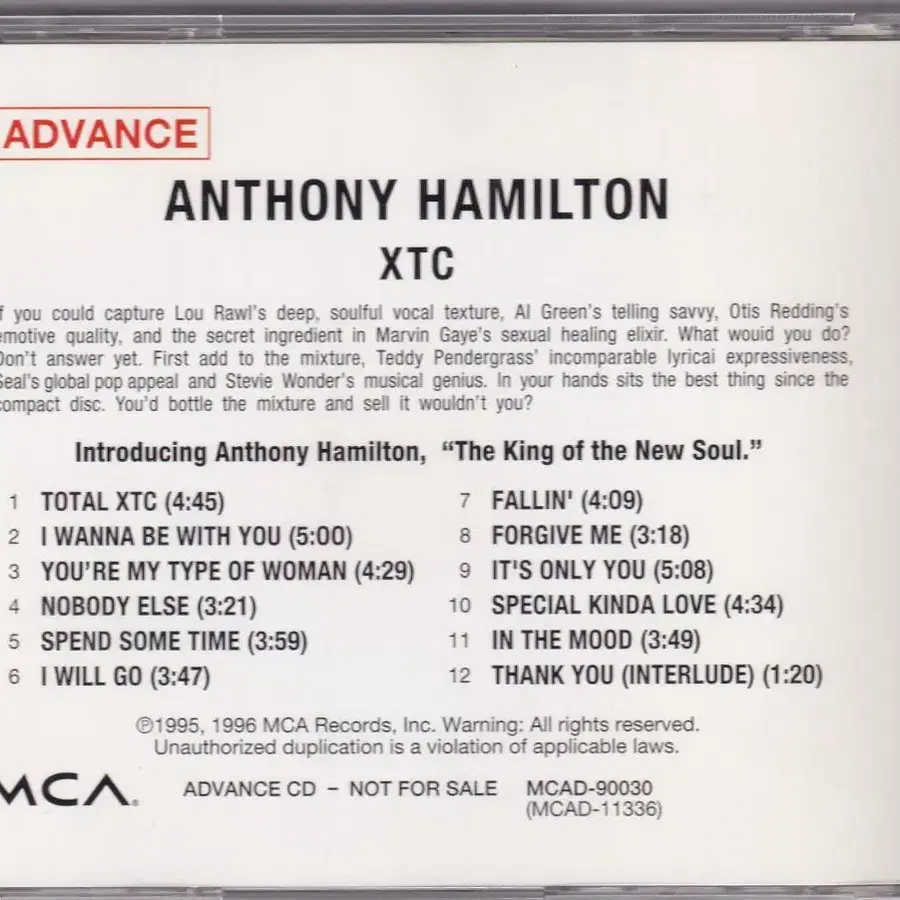 ADVANCE
ANTHONY HAMILTON
XTC
f you could capture Lou Rawl's deep, soulful vocal texture, Al Green's telling savvy, Otis Redding's
emotive quality, and the secret ingredient in Marvin Gaye's sexual healing elixir. What wouid you do?
Don't answer yet. First add to the mixture, Teddy Pendergrass' incomparable lyricai expressiveness,
Seal's global pop appeal and Stevie Wonder's musical genius. In your hands sits the best thing since the
compact disc. You'd bottle the mixture and sell it wouldn't you?
Introducing Anthony Hamilton, “The King of the New Soul.”
1 TOTAL XTC (4:45)
2 I WANNA BE WITH YOU (5:00)
3 YOU'RE MY TYPE OF WOMAN (4:29)
4 NOBODY ELSE (3:21)
5 SPEND SOME TIME (3:59)
6 I WILL GO (3:47)
7 FALLIN' (4:09)
8 FORGIVE ME (3:18)
9 IT'S ONLY YOU (5:08)
10 SPECIAL KINDA LOVE (4:34)
11 IN THE MOOD (3:49)
12 THANK YOU (INTERLUDE) (1:20)
℗1995, 1996 MCA Records, Inc. Warning: All rights reserved.
Unauthorized duplication is a violation of applicable laws.
MCA®
ADVANCE CD – NOT FOR SALE MCAD-90030
(MCAD-11336)